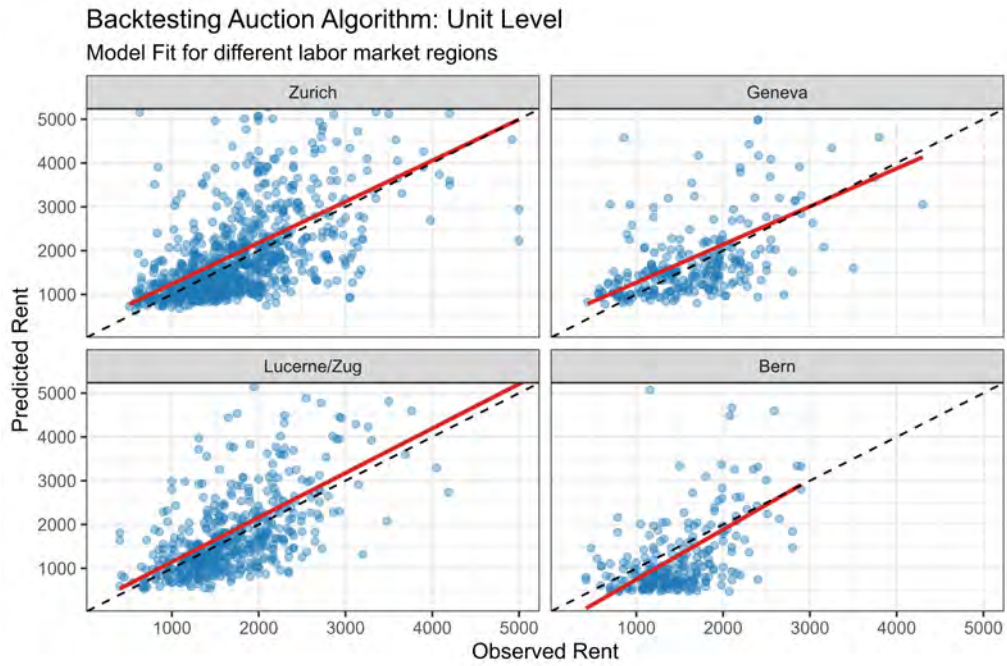 Backtesting Auction Algorithm: Unit Level
Model Fit for different labor market regions
Zurich
Geneva
5000
4000
3000
2000
1000
Lucerne/Zug
Bern
5000
4000
3000
2000
1000
Predicted Rent
1000 2000 3000 4000 5000 1000 2000 3000 4000 5000
Observed Rent